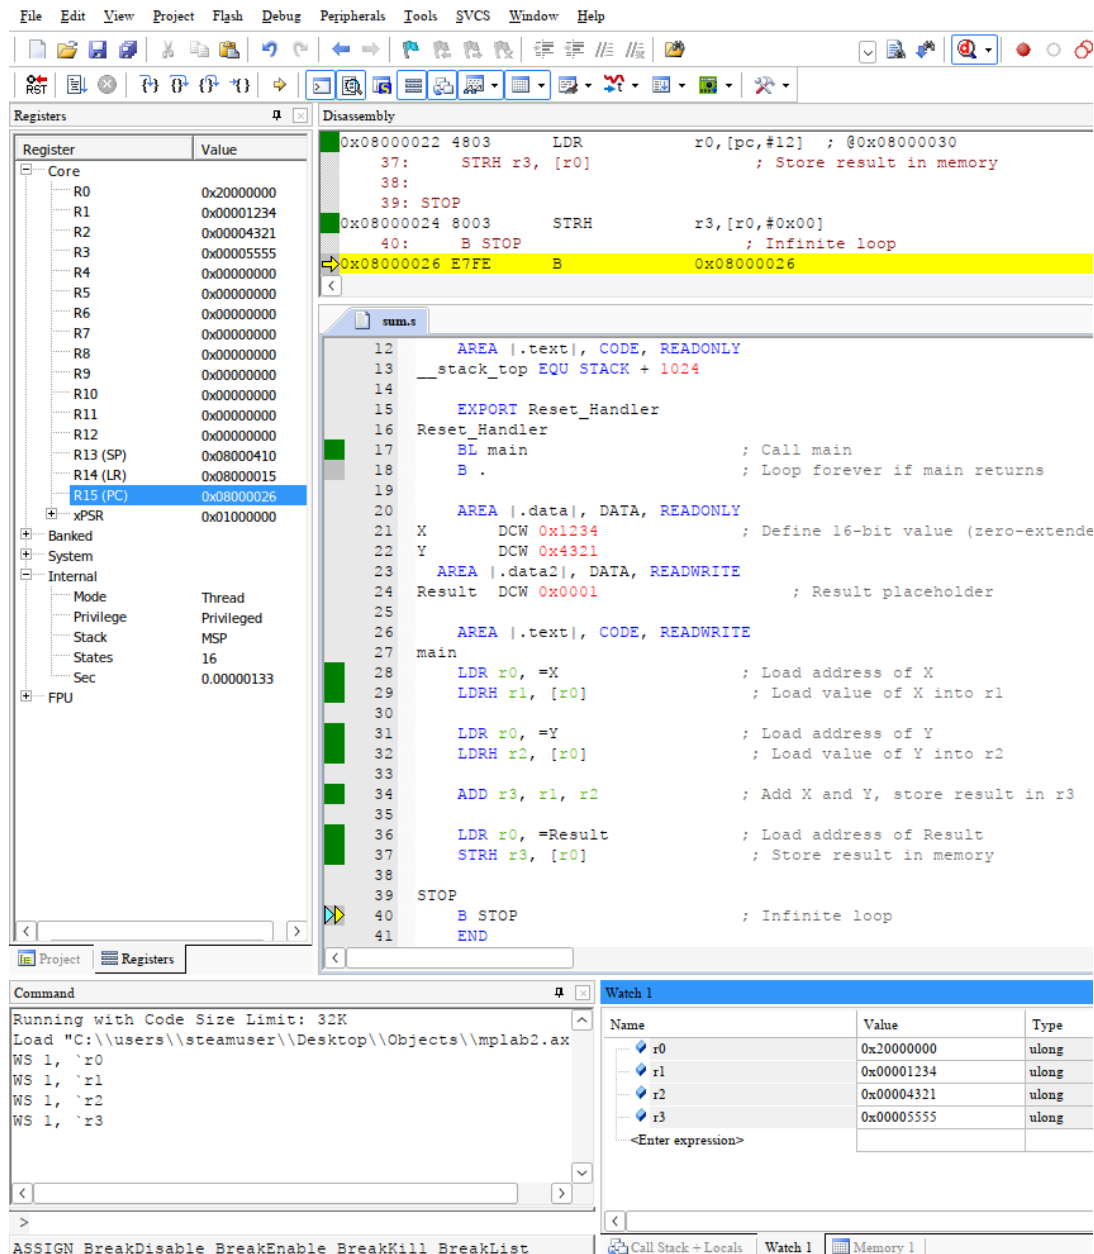 File Edit View Project Flash Debug Peripherals Tools SVCS Window Help
RST
Registers
Register Value
Core
R0 0x20000000
R1 0x00001234
R2 0x00004321
R3 0x00005555
R4 0x00000000
R5 0x00000000
R6 0x00000000
R7 0x00000000
R8 0x00000000
R9 0x00000000
R10 0x00000000
R11 0x00000000
R12 0x00000000
R13 (SP) 0x08000410
R14 (LR) 0x08000015
R15 (PC) 0x08000026
xPSR 0x01000000
Banked
System
Internal
Mode Thread
Privilege Privileged
Stack MSP
States 16
Sec 0.00000133
FPU
Project Registers
Disassembly
0x08000022 4803 LDR r0,[pc,#12] ; @0x08000030
37: STRH r3, [r0] ; Store result in memory
38:
39: STOP
0x08000024 8003 STRH r3,[r0,#0x00]
40: B STOP ; Infinite loop
0x08000026 E7FE B 0x08000026
sum.s
12 AREA |.text|, CODE, READONLY
13 __stack_top EQU STACK + 1024
14
15 EXPORT Reset_Handler
16 Reset_Handler
17 BL main ; Call main
18 B . ; Loop forever if main returns
19
20 AREA |.data|, DATA, READONLY
21 X DCW 0x1234 ; Define 16-bit value (zero-extende
22 Y DCW 0x4321
23 AREA |.data2|, DATA, READWRITE
24 Result DCW 0x0001 ; Result placeholder
25
26 AREA |.text|, CODE, READWRITE
27 main
28 LDR r0, =X ; Load address of X
29 LDRH r1, [r0] ; Load value of X into r1
30
31 LDR r0, =Y ; Load address of Y
32 LDRH r2, [r0] ; Load value of Y into r2
33
34 ADD r3, r1, r2 ; Add X and Y, store result in r3
35
36 LDR r0, =Result ; Load address of Result
37 STRH r3, [r0] ; Store result in memory
38
39 STOP
40 B STOP ; Infinite loop
41 END
Command
Running with Code Size Limit: 32K
Load "C:\\users\\steamuser\\Desktop\\Objects\\mplab2.ax
WS 1, `r0
WS 1, `r1
WS 1, `r2
WS 1, `r3
>
ASSIGN BreakDisable BreakEnable BreakKill BreakList
Watch 1
Name Value Type
r0 0x20000000 ulong
r1 0x00001234 ulong
r2 0x00004321 ulong
r3 0x00005555 ulong
<Enter expression>
Call Stack + Locals Watch 1 Memory 1